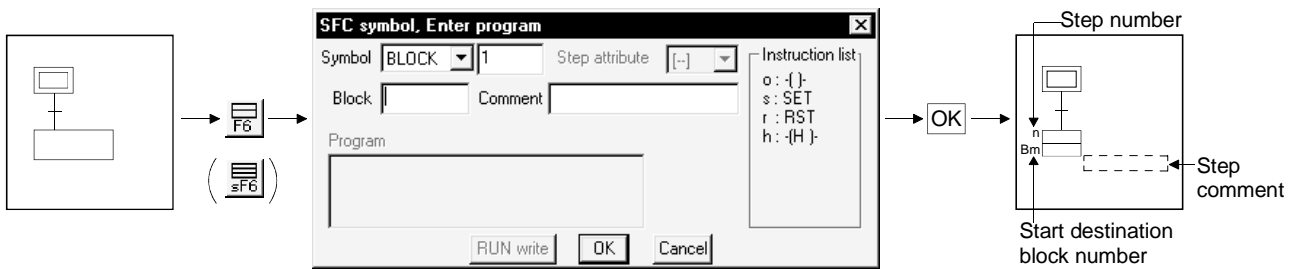 F6
sF6
SFC symbol, Enter program
Symbol BLOCK 1 Step attribute [--]
Block Comment
Program
Instruction list
o : -( )-
s : SET
r : RST
h : -(H )-
RUN write OK Cancel
OK
Step number
n
Bm
Step
comment
Start destination
block number